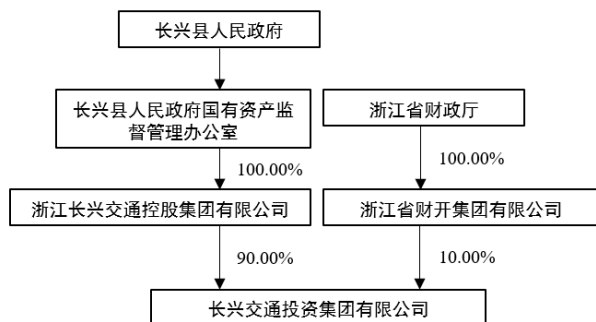 长兴县人民政府
长兴县人民政府国有资产监
督管理办公室
浙江省财政厅
100.00%
100.00%
浙江长兴交通控股集团有限公司
浙江省财开集团有限公司
90.00%
10.00%
长兴交通投资集团有限公司